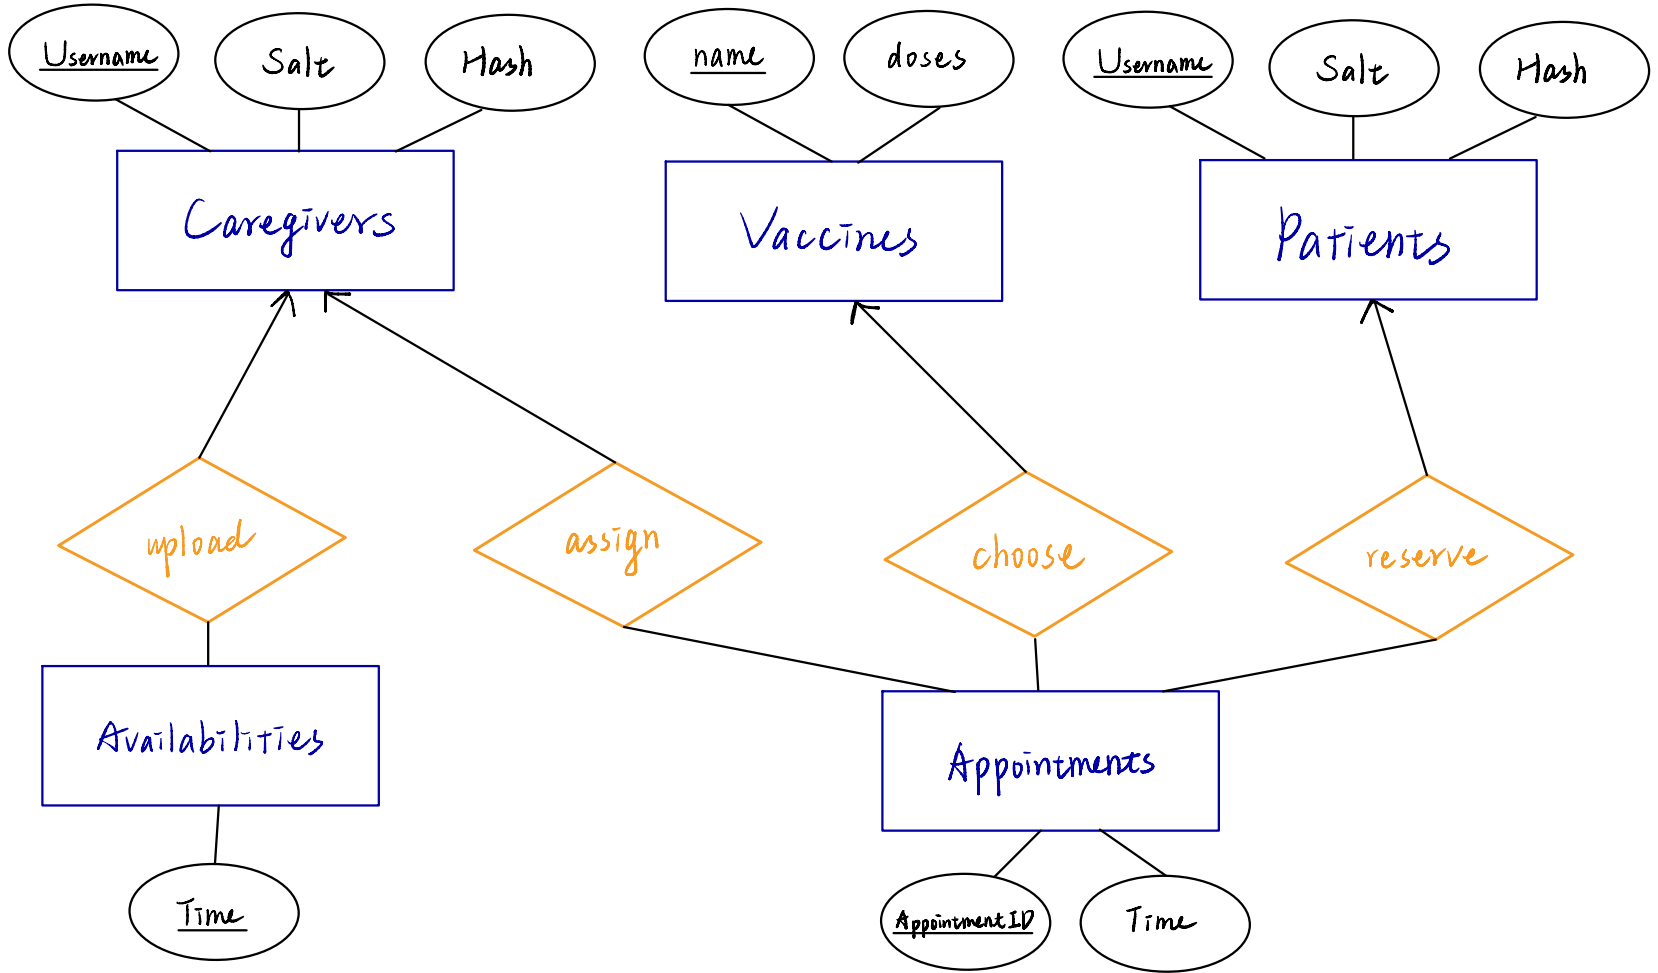 Username
Salt
Hash
name
doses
Username
Salt
Hash
Caregivers
Vaccines
Patients
upload
assign
choose
reserve
Availabilities
Appointments
Time
AppointmentID
Time